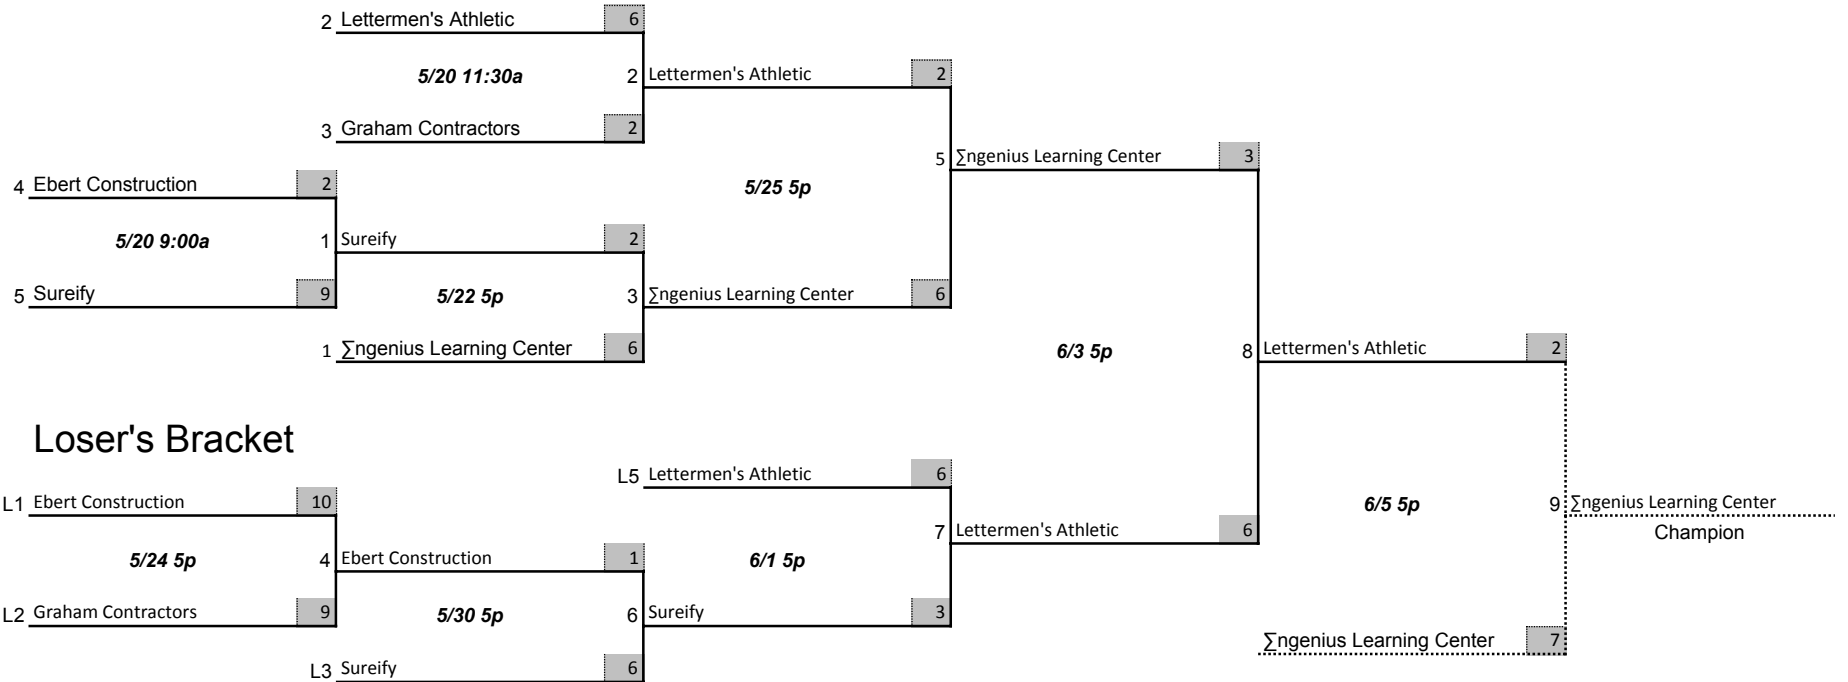 2 Lettermen's Athletic 6
5/20 11:30a
2 Lettermen's Athletic 2
3 Graham Contractors 2
5 ∑ngenius Learning Center 3
4 Ebert Construction 2
5/25 5p
5/20 9:00a
1 Sureify 2
5 Sureify 9
5/22 5p
3 ∑ngenius Learning Center 6
1 ∑ngenius Learning Center 6
6/3 5p
8 Lettermen's Athletic 2
Loser's Bracket
L5 Lettermen's Athletic 6
L1 Ebert Construction 10
6/5 5p
9 ∑ngenius Learning Center
Champion
7 Lettermen's Athletic 6
5/24 5p
4 Ebert Construction 1
6/1 5p
L2 Graham Contractors 9
5/30 5p
6 Sureify 3
∑ngenius Learning Center 7
L3 Sureify 6